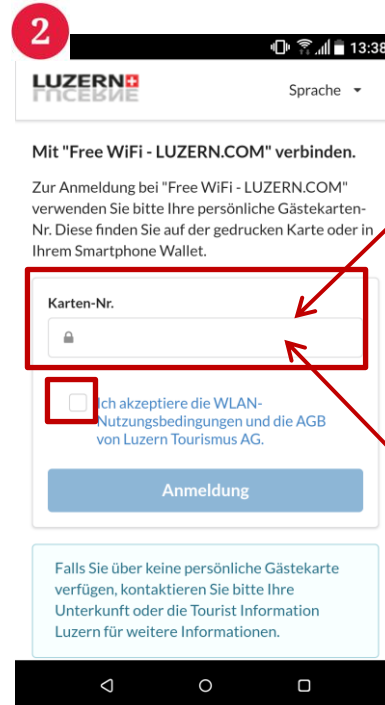 2
13:38
LUZERN
LUCERNE
Sprache
Mit "Free WiFi - LUZERN.COM" verbinden.
Zur Anmeldung bei "Free WiFi - LUZERN.COM"
verwenden Sie bitte Ihre persönliche Gästekarten-
Nr. Diese finden Sie auf der gedrucken Karte oder in
Ihrem Smartphone Wallet.
Karten-Nr.
Ich akzeptiere die WLAN-
Nutzungsbedingungen und die AGB
von Luzern Tourismus AG.
Anmeldung
Falls Sie über keine persönliche Gästekarte
verfügen, kontaktieren Sie bitte Ihre
Unterkunft oder die Tourist Information
Luzern für weitere Informationen.